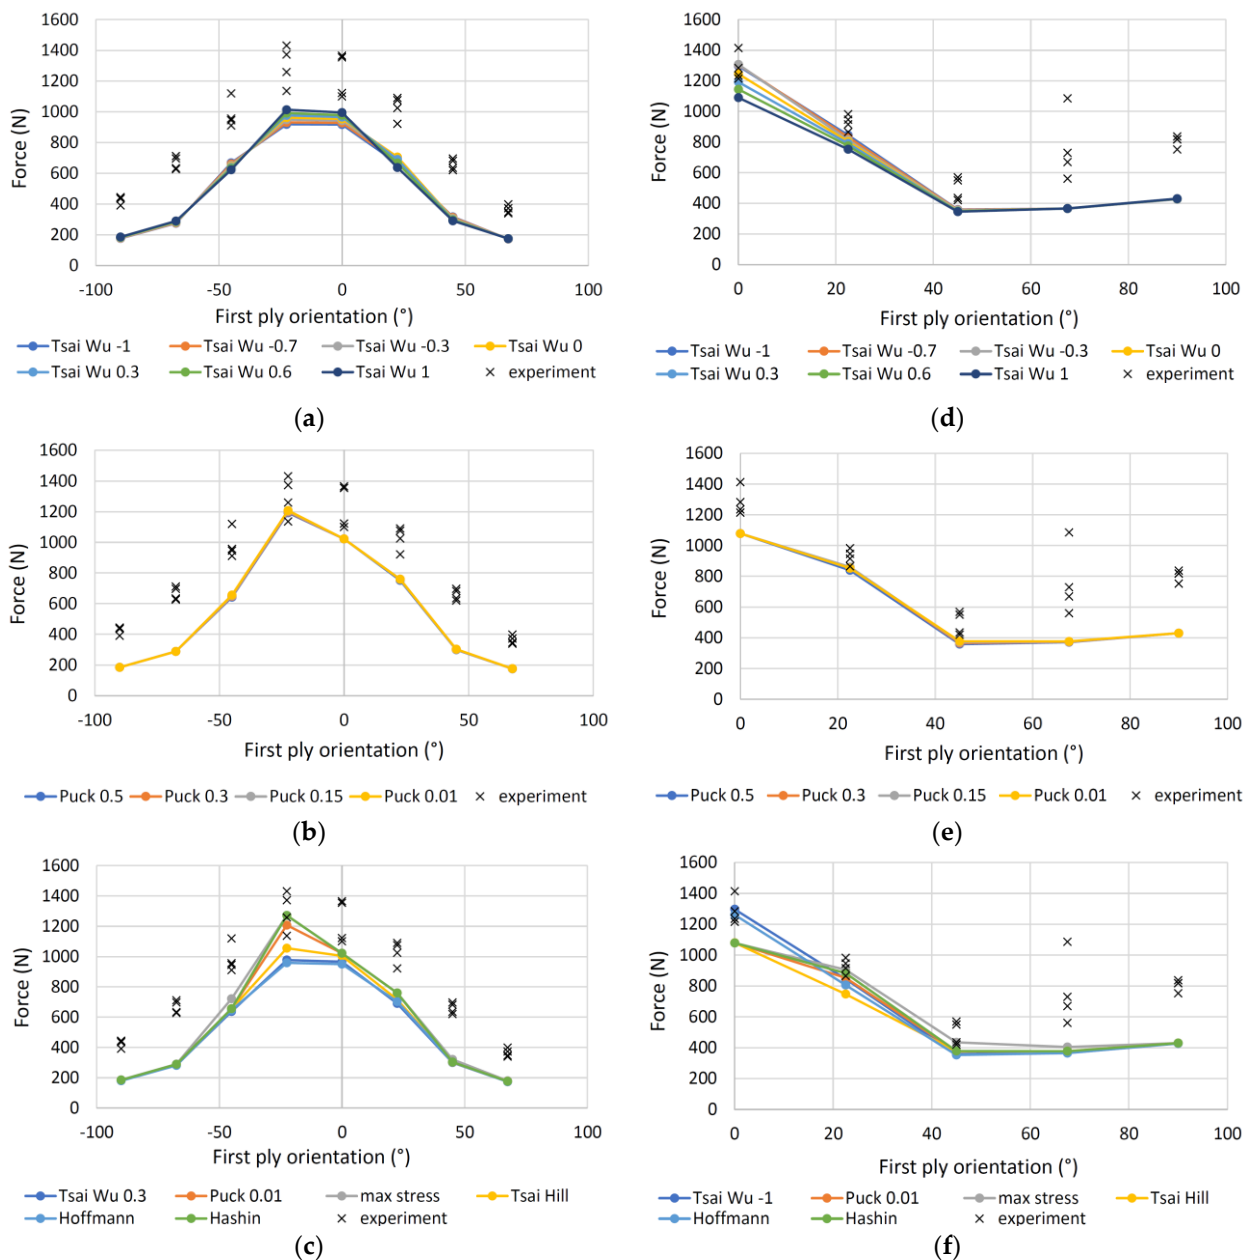 1600
1400
1200
1000
800
600
400
200
0
Force (N)
-100 -50 0 50 100
First ply orientation (°)
Tsai Wu -1 Tsai Wu -0.7 Tsai Wu -0.3 Tsai Wu 0
Tsai Wu 0.3 Tsai Wu 0.6 Tsai Wu 1 × experiment
(a)
1600
1400
1200
1000
800
600
400
200
0
Force (N)
0 20 40 60 80 100
First ply orientation (°)
Tsai Wu -1 Tsai Wu -0.7 Tsai Wu -0.3 Tsai Wu 0
Tsai Wu 0.3 Tsai Wu 0.6 Tsai Wu 1 × experiment
(d)
1600
1400
1200
1000
800
600
400
200
0
Force (N)
-100 -50 0 50 100
First ply orientation (°)
Puck 0.5 Puck 0.3 Puck 0.15 Puck 0.01 × experiment
(b)
1600
1400
1200
1000
800
600
400
200
0
Force (N)
0 20 40 60 80 100
First ply orientation (°)
Puck 0.5 Puck 0.3 Puck 0.15 Puck 0.01 × experiment
(e)
1600
1400
1200
1000
800
600
400
200
0
Force (N)
-100 -50 0 50 100
First ply orientation (°)
Tsai Wu 0.3 Puck 0.01 max stress Tsai Hill
Hoffmann Hashin × experiment
(c)
1600
1400
1200
1000
800
600
400
200
0
Force (N)
0 20 40 60 80 100
First ply orientation (°)
Tsai Wu -1 Puck 0.01 max stress Tsai Hill
Hoffmann Hashin × experiment
(f)